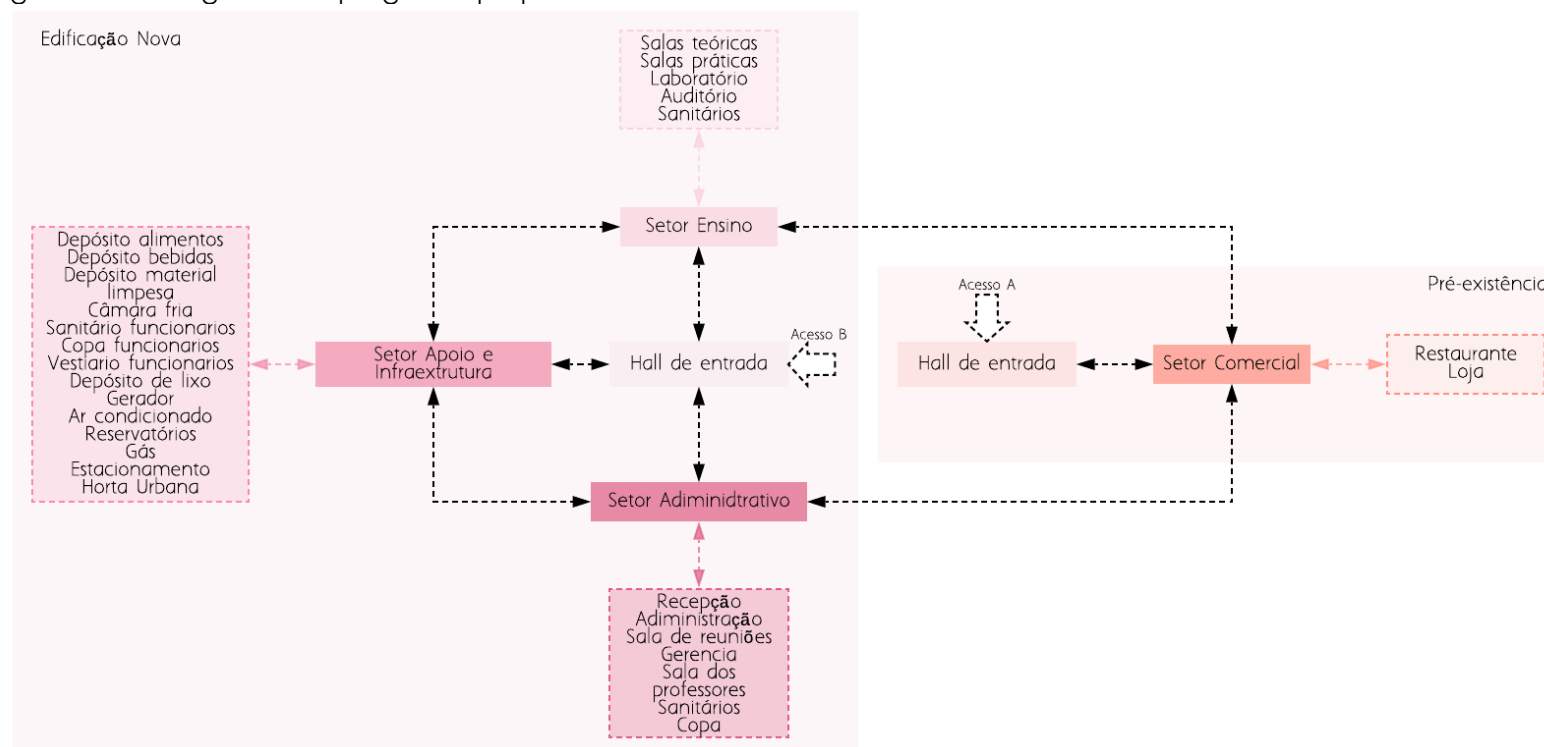 Edificação Nova
Salas teóricas
Salas práticas
Laboratório
Auditório
Sanitários
Setor Ensino
Depósito alimentos
Depósito bebidas
Depósito material
limpesa
Câmara fria
Sanitário funcionarios
Copa funcionarios
Vestiario funcionarios
Depósito de lixo
Gerador
Ar condicionado
Reservatórios
Gás
Estacionamento
Horta Urbana
Setor Apoio e
Infraextrutura
Hall de entrada
Acesso B
Acesso A
Hall de entrada
Pré-existênci
Setor Comercial
Restaurante
Loja
Setor Adiminidtrativo
Recepção
Adiministração
Sala de reuniões
Gerencia
Sala dos
professores
Sanitários
Copa